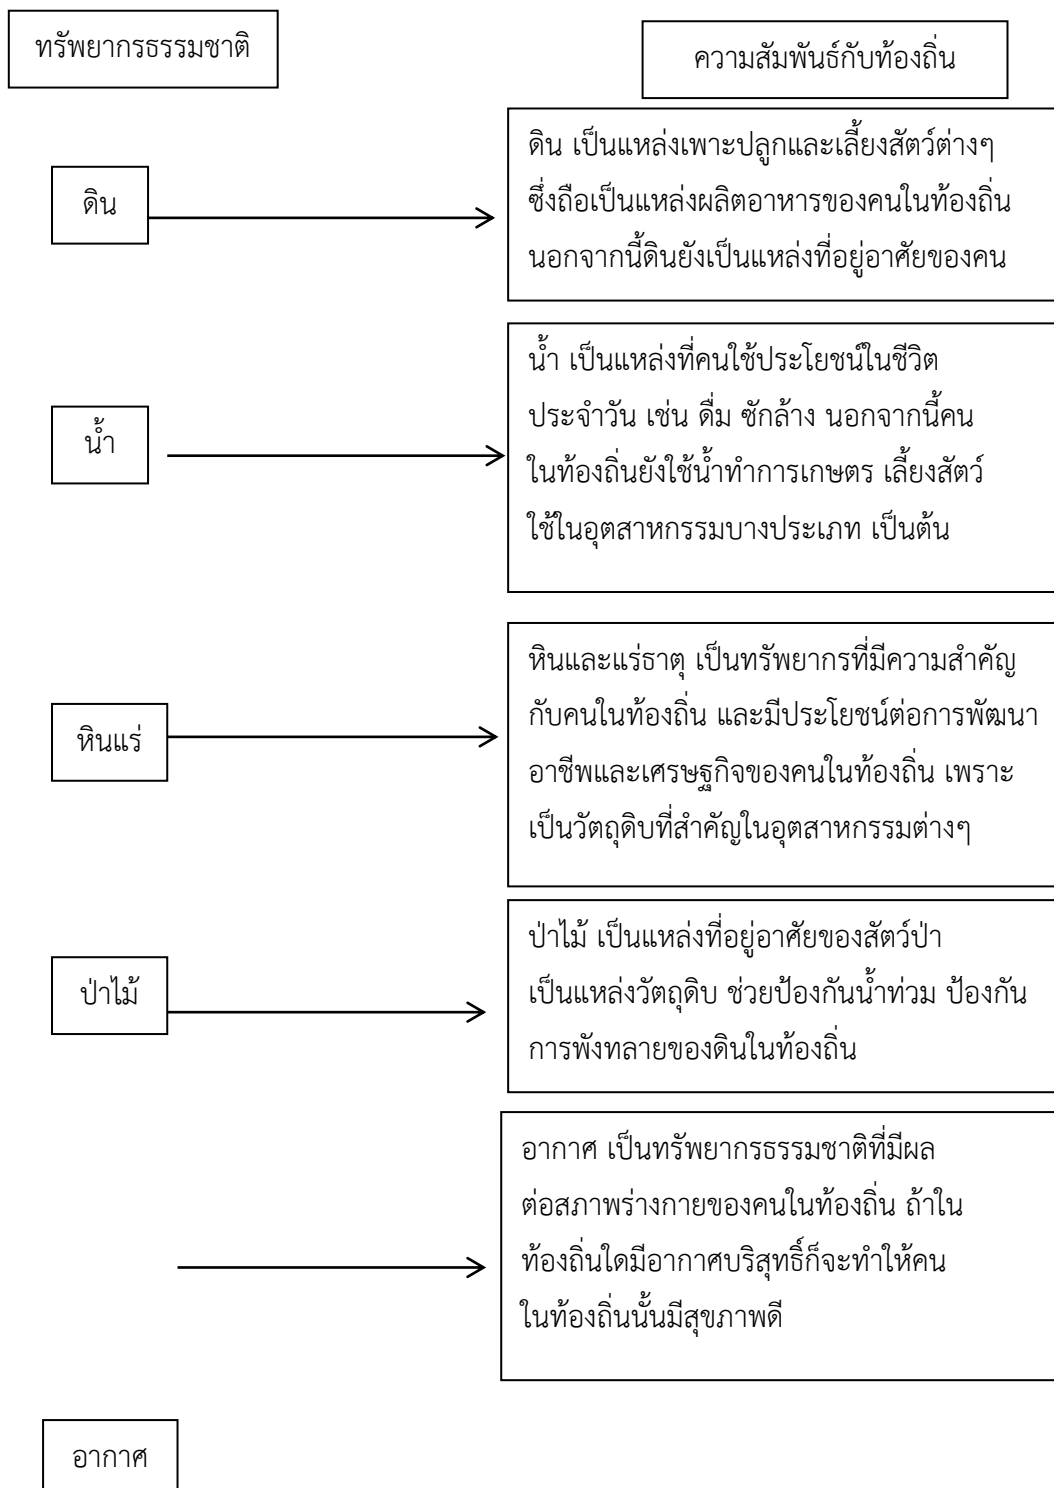 ทรัพยากรธรรมชาติ
ความสัมพันธ์กับท้องถิ่น
ดิน
ดิน เป็นแหล่งเพาะปลูกและเลี้ยงสัตว์ต่างๆ
ซึ่งถือเป็นแหล่งผลิตอาหารของคนในท้องถิ่น
นอกจากนี้ดินยังเป็นแหล่งที่อยู่อาศัยของคน
น้ำ
น้ำ เป็นแหล่งที่คนใช้ประโยชน์ในชีวิต
ประจำวัน เช่น ดื่ม ซักล้าง นอกจากนี้คน
ในท้องถิ่นยังใช้น้ำทำการเกษตร เลี้ยงสัตว์
ใช้ในอุตสาหกรรมบางประเภท เป็นต้น
หินแร่
หินและแร่ธาตุ เป็นทรัพยากรที่มีความสำคัญ
กับคนในท้องถิ่น และมีประโยชน์ต่อการพัฒนา
อาชีพและเศรษฐกิจของคนในท้องถิ่น เพราะ
เป็นวัตถุดิบที่สำคัญในอุตสาหกรรมต่างๆ
ป่าไม้
ป่าไม้ เป็นแหล่งที่อยู่อาศัยของสัตว์ป่า
เป็นแหล่งวัตถุดิบ ช่วยป้องกันน้ำท่วม ป้องกัน
การพังทลายของดินในท้องถิ่น
อากาศ เป็นทรัพยากรธรรมชาติที่มีผล
ต่อสภาพร่างกายของคนในท้องถิ่น ถ้าใน
ท้องถิ่นใดมีอากาศบริสุทธิ์ก็จะทำให้คน
ในท้องถิ่นนั้นมีสุขภาพดี
อากาศ